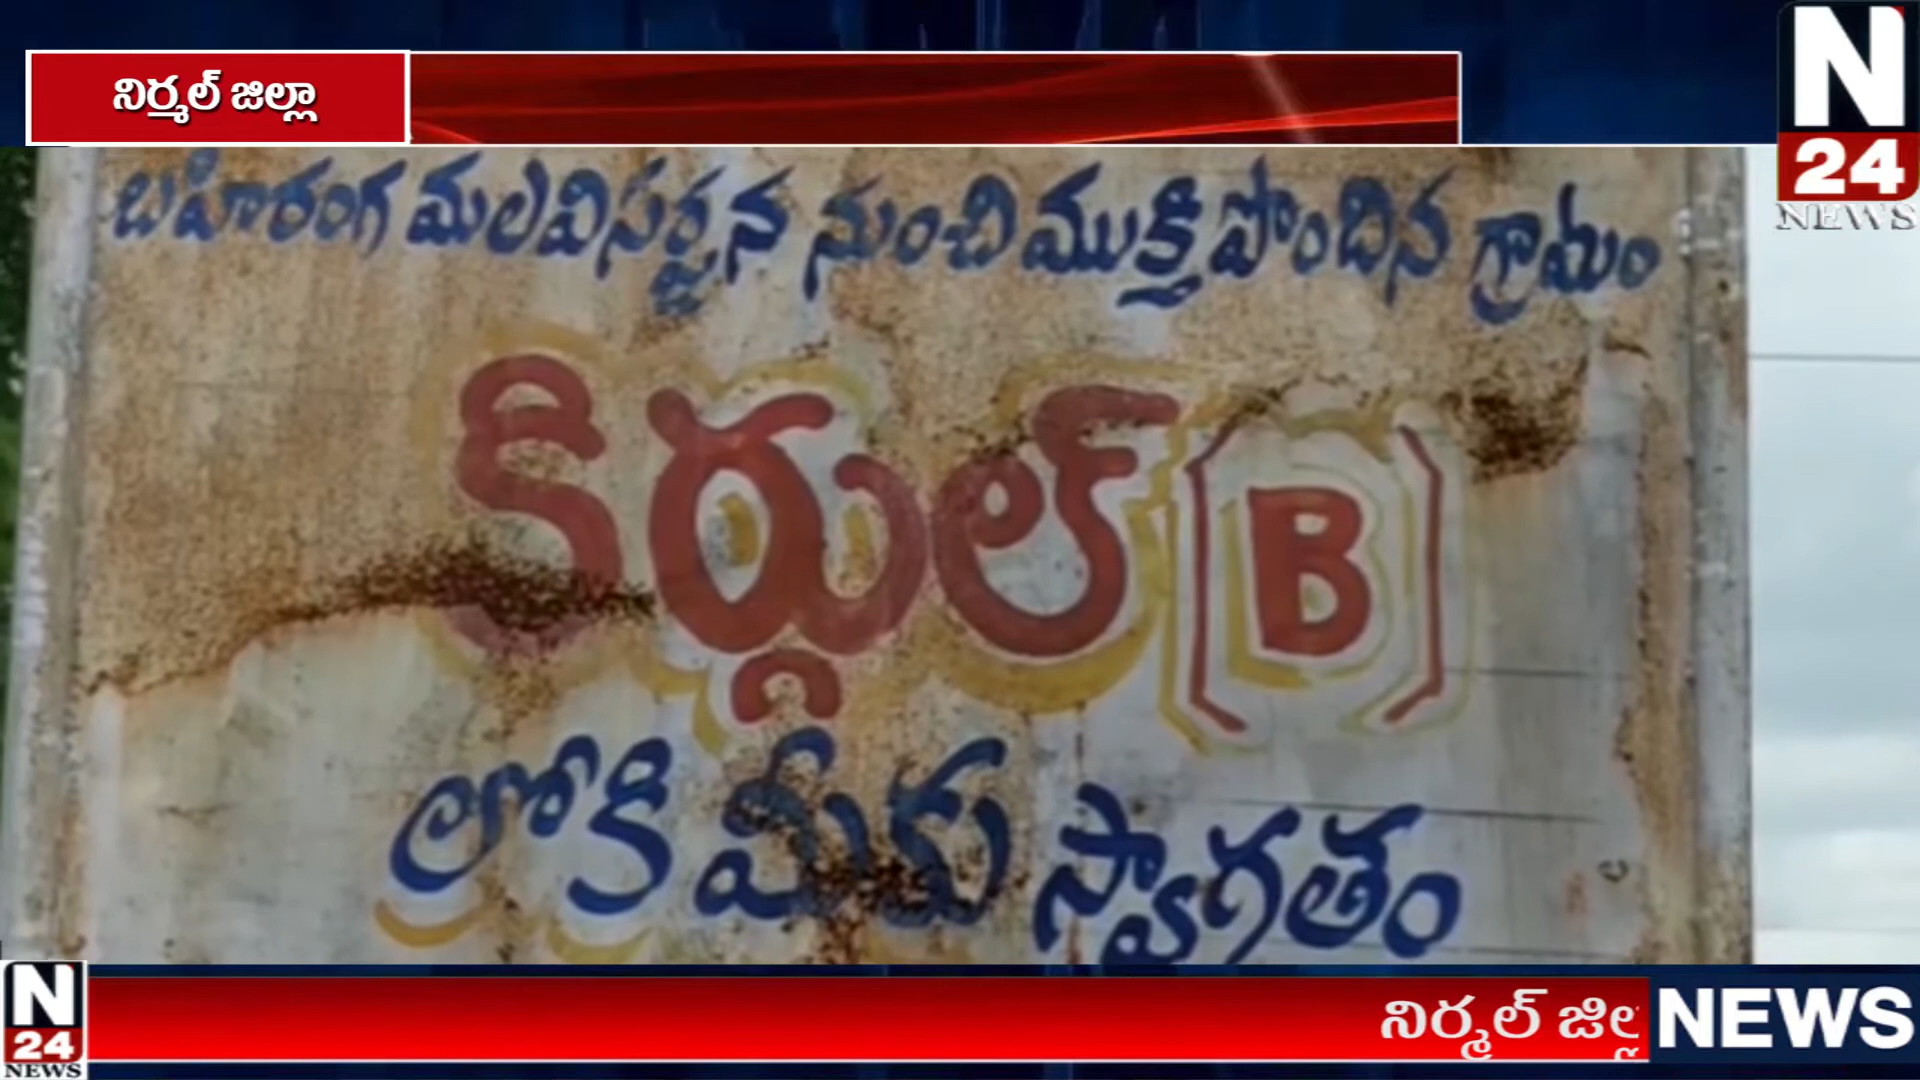 నిర్మల్ జిల్లా
N
24
NEWS
బహిరంగ మలవిసర్జన నుంచి ముక్తి పొందిన గ్రామం
కిర్గుల్ (B)
లోకి మీకు స్వాగతం
N
24
NEWS
నిర్మల్ జిల్ల
NEWS